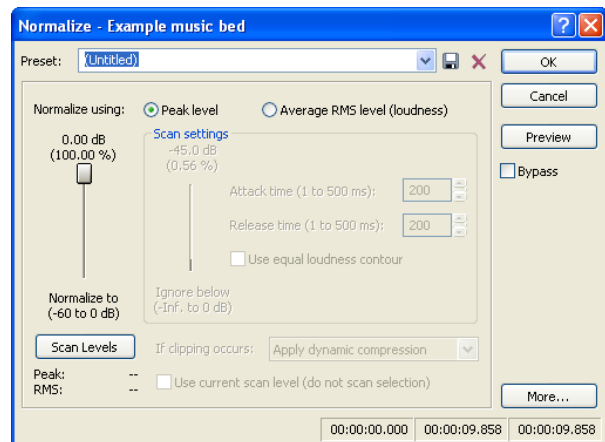 Normalize - Example music bed
Preset: (Untitled)
OK
Cancel
Preview
Bypass
Normalize using: Peak level Average RMS level (loudness)
0.00 dB
(100.00 %)
Scan settings
-45.0 dB
(0.56 %)
Attack time (1 to 500 ms): 200
Release time (1 to 500 ms): 200
Use equal loudness contour
Normalize to
(-60 to 0 dB)
Ignore below
(-Inf. to 0 dB)
Scan Levels
If clipping occurs: Apply dynamic compression
Peak: --
RMS: --
Use current scan level (do not scan selection)
More...
00:00:00.000 00:00:09.858 00:00:09.858